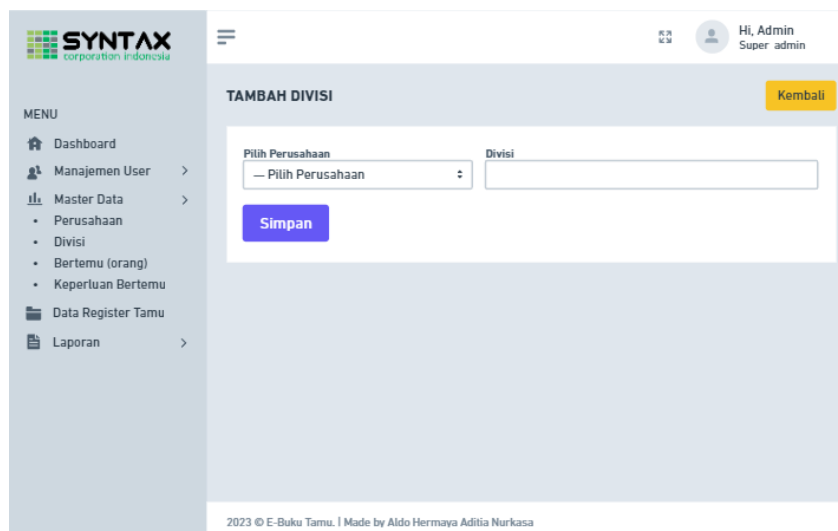 SYNTAX
corporation indonesia
Hi, Admin
Super admin
MENU
Dashboard
Manajemen User
Master Data
• Perusahaan
• Divisi
• Bertemu (orang)
• Keperluan Bertemu
Data Register Tamu
Laporan
TAMBAH DIVISI
Kembali
Pilih Perusahaan
— Pilih Perusahaan
Divisi
Simpan
2023 © E-Buku Tamu. | Made by Aldo Hermaya Aditia Nurkasa